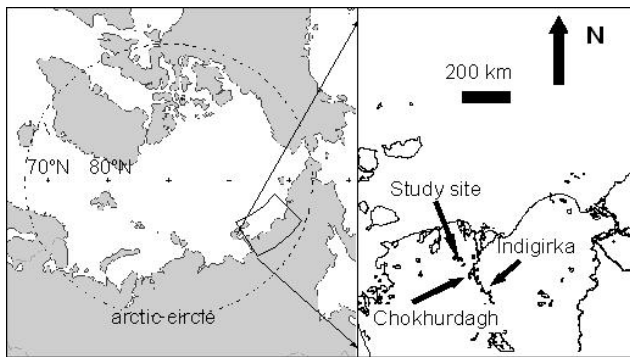 70°N 80°N
arctic-circle
N
200 km
Study site
Indigirka
Chokhurdagh